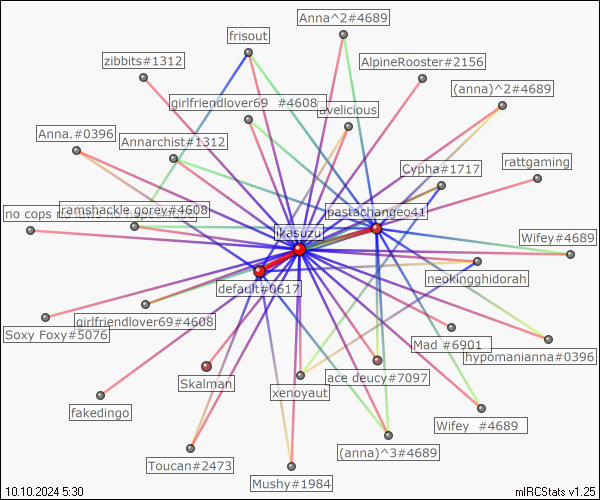 Anna^2#4689
frisout
zibbits#1312
AlpineRooster#2156
(anna)^2#4689
girlfriendlover69 #4608
uvelicious
Anna.#0396
Annarchist#1312
Cypha#1717
rattgaming
no cops no
ramshackle gorey#4608
pastachangeo41
ikasuzu
Wifey#4689
neokingghidorah
default#0617
girlfriendlover69#4608
Soxy Foxy#5076
Mad #6901
hypomanianna#0396
Skalman
ace deucy#7097
xenoyaut
fakedingo
Wifey #4689
(anna)^3#4689
Toucan#2473
Mushy#1984
10.10.2024 5:30
mIRCStats v1.25